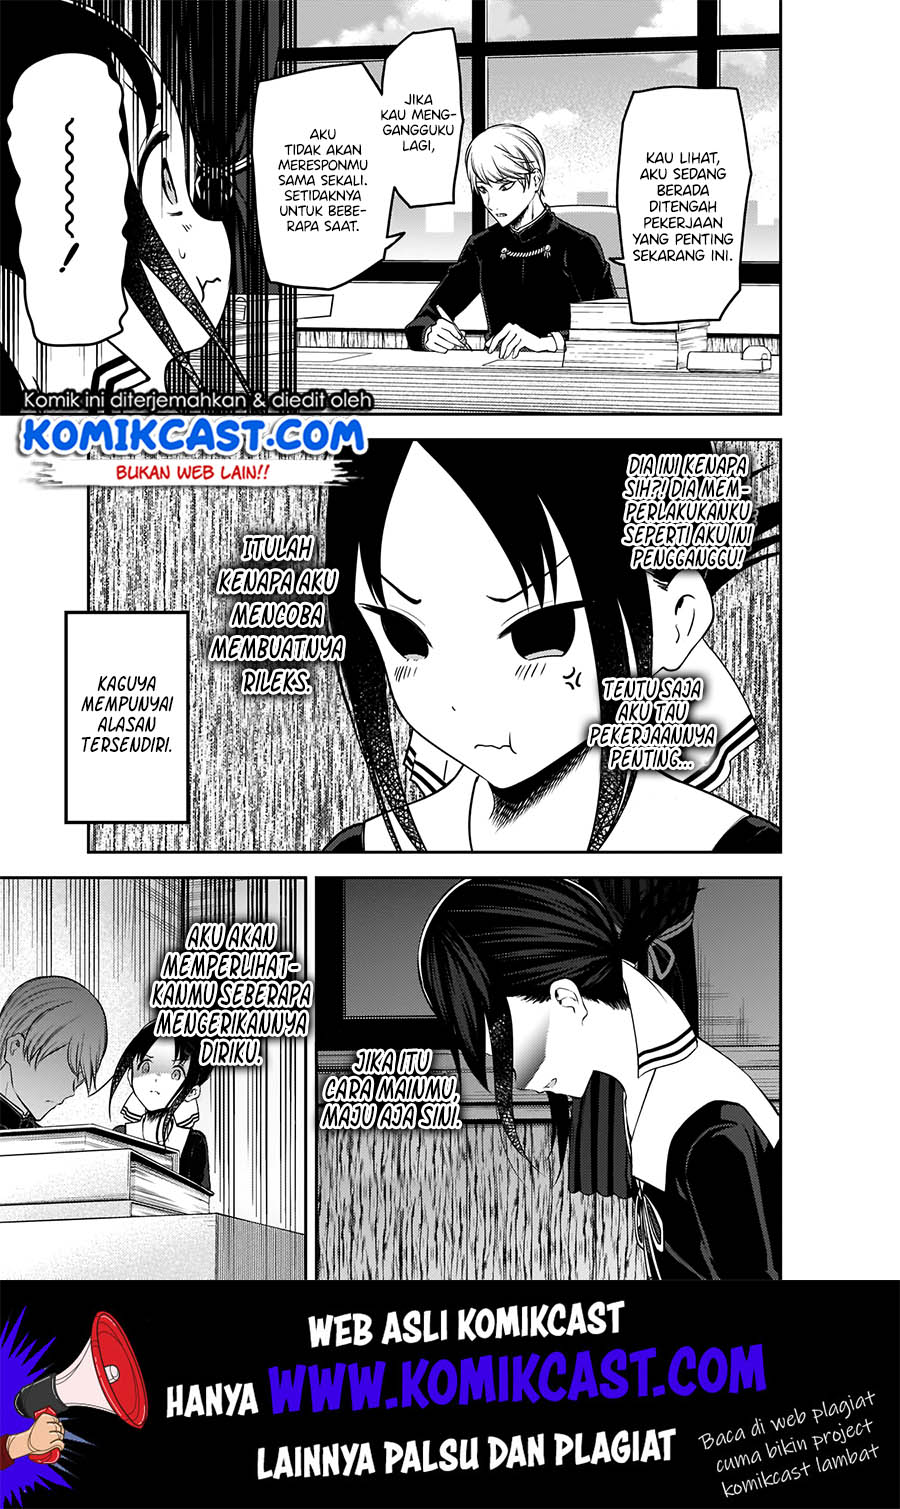 KAU LIHAT,
AKU SEDANG
BERADA
DITENGAH
PEKERJAAN
YANG PENTING
SEKARANG INI.
JIKA
KAU MENG-
GANGGUKU
LAGI,
AKU
TIDAK AKAN
MERESPONMU
SAMA SEKALI.
SETIDAKNYA
UNTUK BEBE-
RAPA SAAT.
Komik ini diterjemahkan & diedit oleh
KOMIKCAST.COM
BUKAN WEB LAIN!!
DIA INI KENAPA
SIH?! DIA MEM-
PERLAKUKANKU
SEPERTI AKU INI
PENGGANGGU!
TENTU SAJA
AKU TAU
PEKERJAANNYA
PENTING...
ITULAH
KENAPA AKU
MENCOBA
MEMBUATNYA
RILEKS.
KAGUYA
MEMPUNYAI
ALASAN
TERSENDIRI.
JIKA ITU
CARA MAINMU,
MAJU AJA SINI.
AKU AKAN
MEMPERLIHAT-
KANMU SEBERAPA
MENGERIKANNYA
DIRIKU.
WEB ASLI KOMIKCAST
HANYA WWW.KOMIKCAST.COM
LAINNYA PALSU DAN PLAGIAT
Baca di web plagiat
cuma bikin project
komikcast lambat